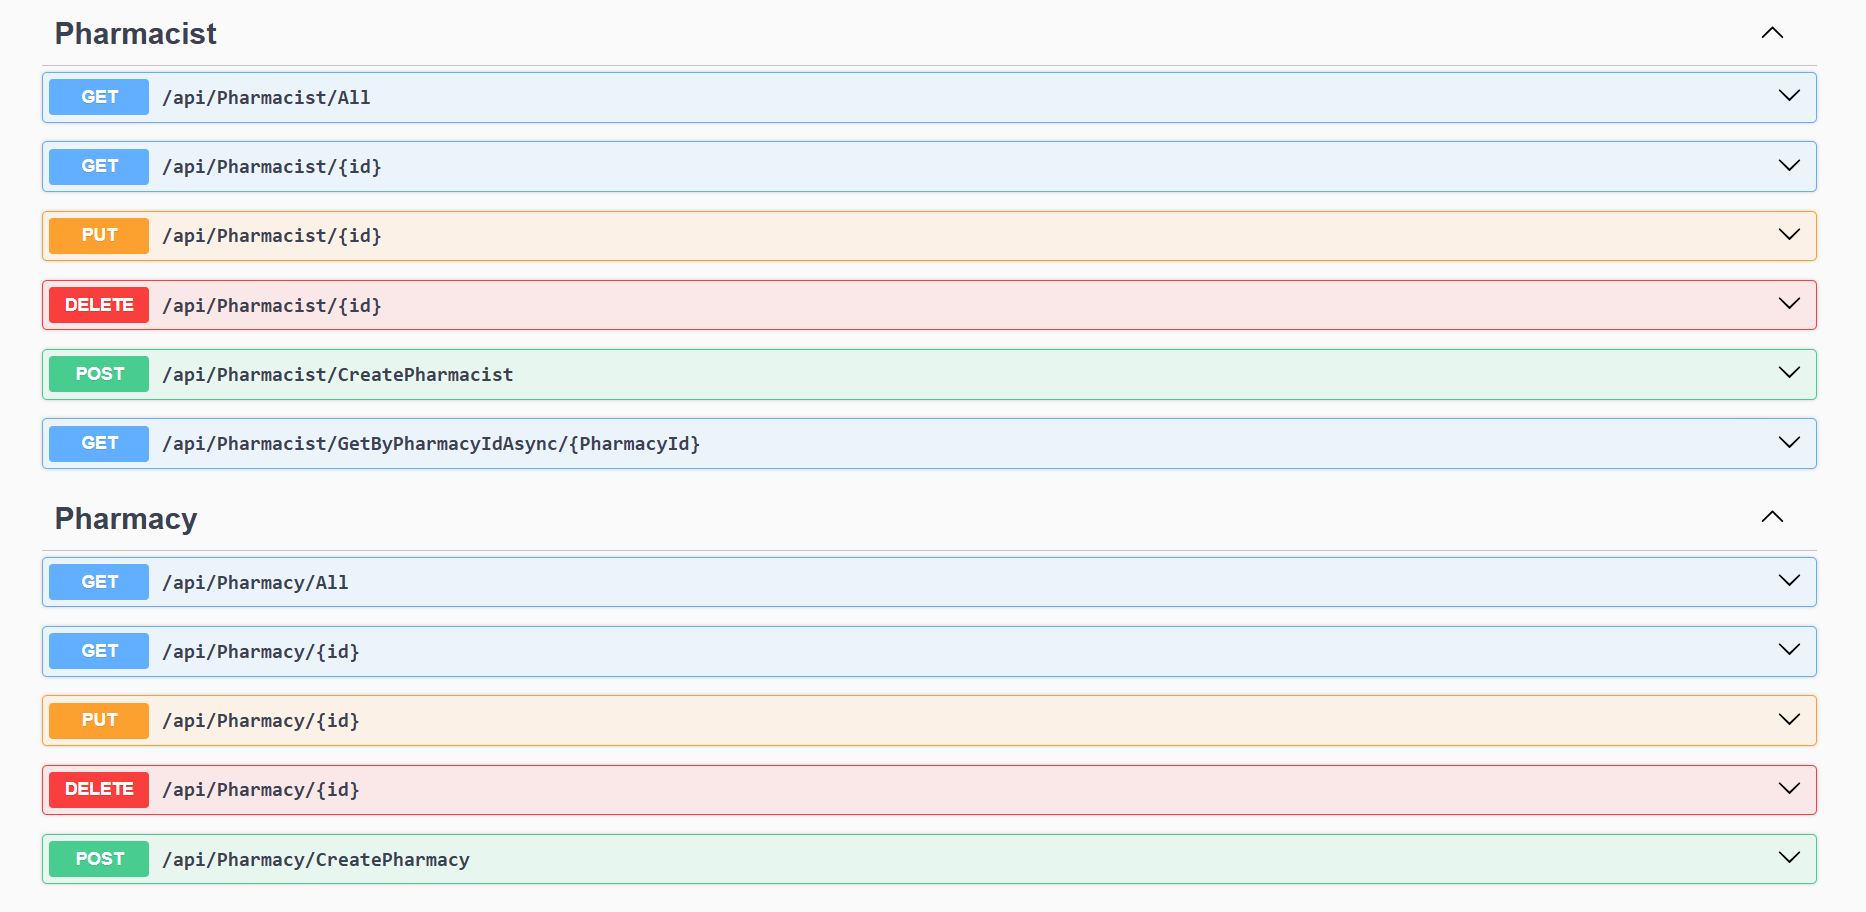 Pharmacist
GET /api/Pharmacist/All
GET /api/Pharmacist/{id}
PUT /api/Pharmacist/{id}
DELETE /api/Pharmacist/{id}
POST /api/Pharmacist/CreatePharmacist
GET /api/Pharmacist/GetByPharmacyIdAsync/{PharmacyId}
Pharmacy
GET /api/Pharmacy/All
GET /api/Pharmacy/{id}
PUT /api/Pharmacy/{id}
DELETE /api/Pharmacy/{id}
POST /api/Pharmacy/CreatePharmacy